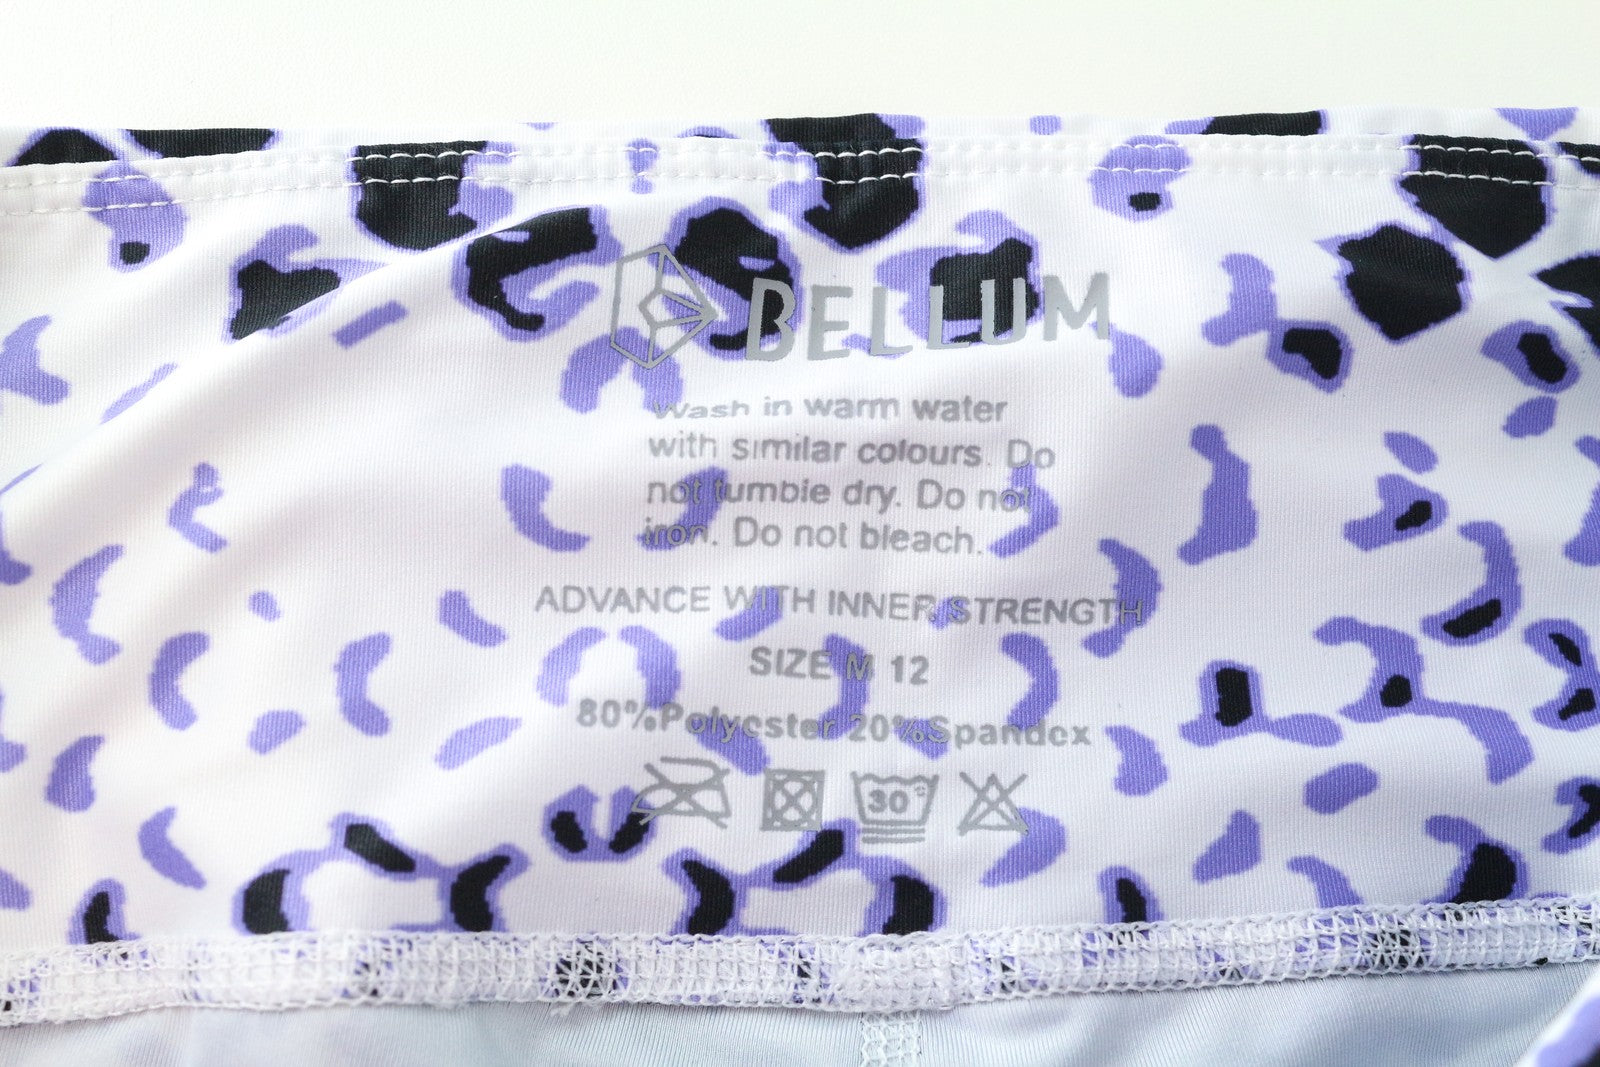 BELLUM
Wash in warm water
with similar colours. Do
not tumble dry. Do not
iron. Do not bleach.
ADVANCE WITH INNER STRENGTH
SIZE M 12
80%Polyester 20%Spandex
30°